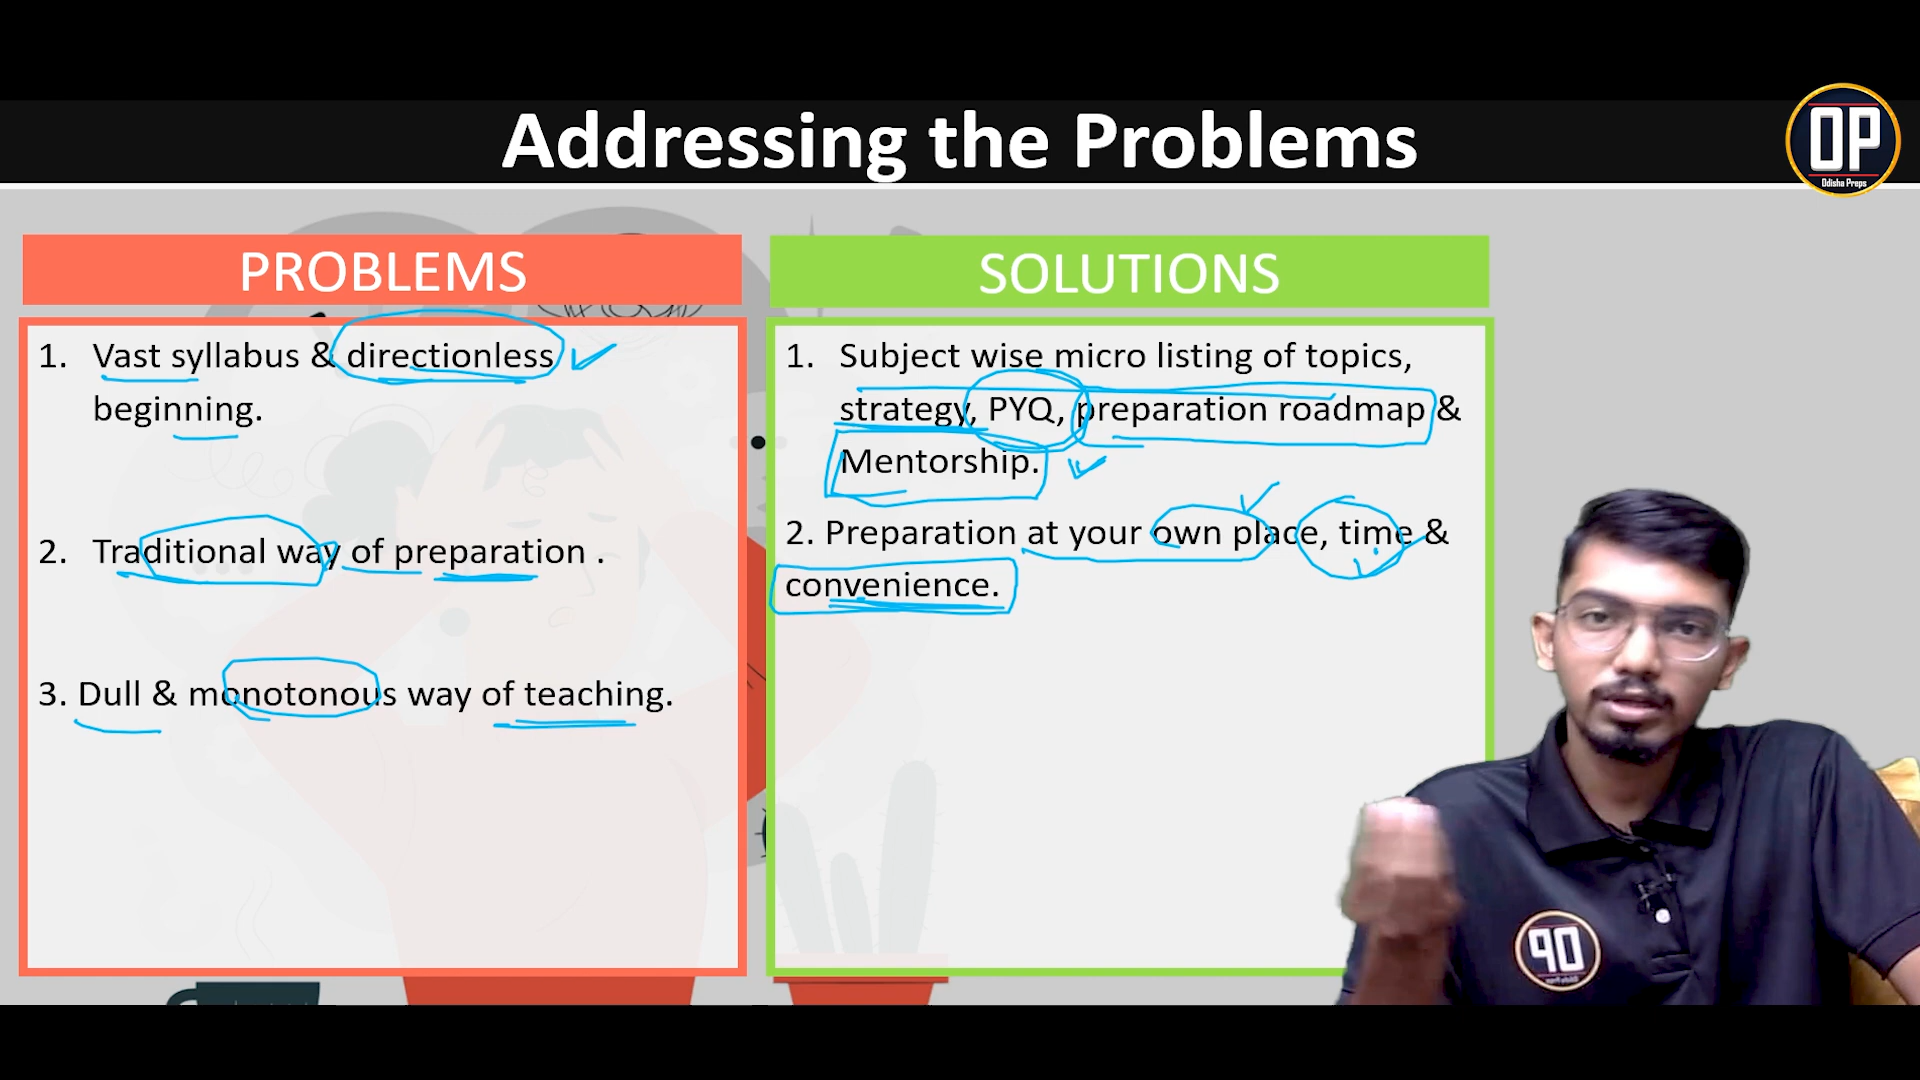 Addressing the Problems
OP
Odisha Preps
PROBLEMS
1. Vast syllabus & directionless
beginning.
2. Traditional way of preparation .
3. Dull & monotonous way of teaching.
SOLUTIONS
1. Subject wise micro listing of topics,
strategy, PYQ, preparation roadmap &
Mentorship.
2. Preparation at your own place, time &
convenience.